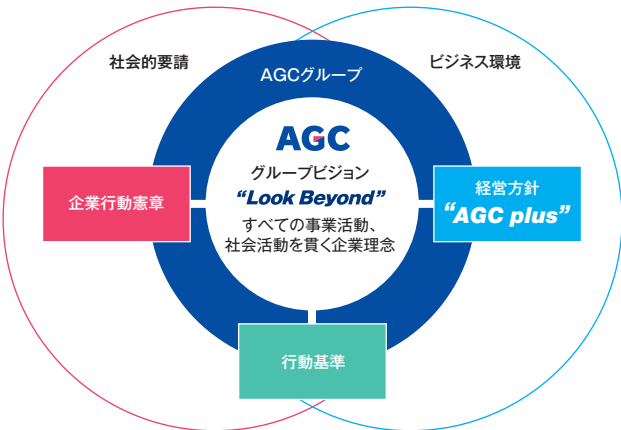 社会的要請
AGCグループ
ビジネス環境
AGC
グループビジョン
“Look Beyond”
すべての事業活動、
社会活動を貫く企業理念
企業行動憲章
経営方針
“AGC plus”
行動基準